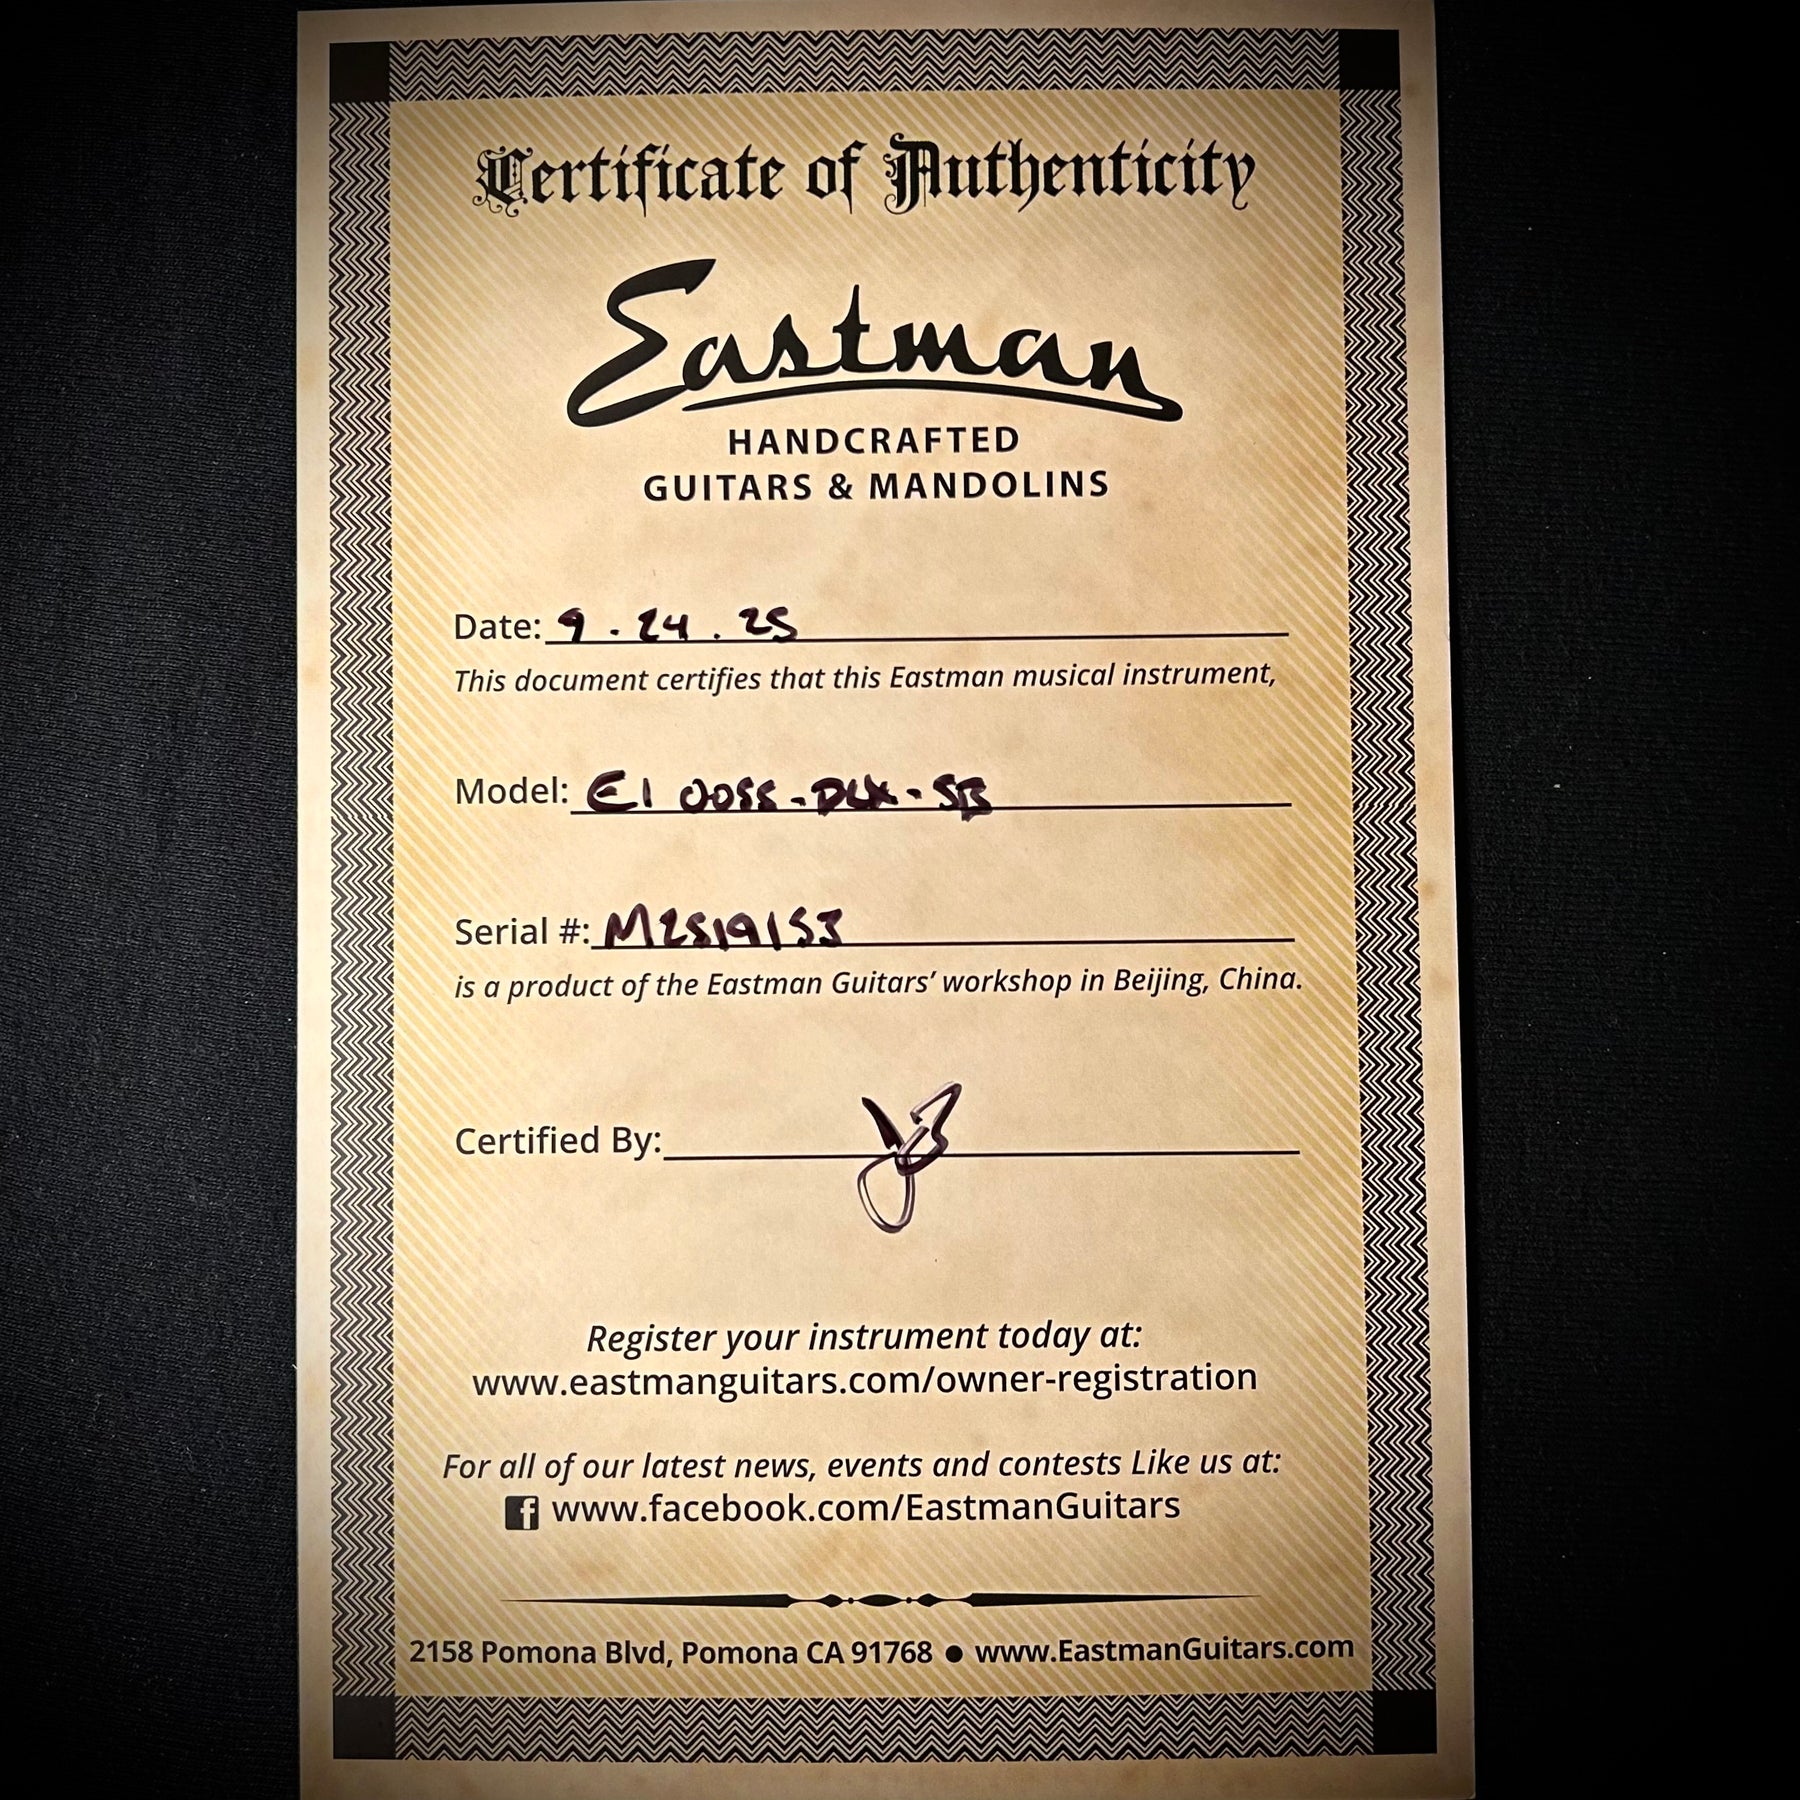 Certificate of Authenticity
Eastman
HANDCRAFTED
GUITARS & MANDOLINS
Date: 9.24.25
This document certifies that this Eastman musical instrument,
Model: E10OSS-DLX-SB
Serial #: M2519153
is a product of the Eastman Guitars’ workshop in Beijing, China.
Certified By:
Register your instrument today at:
www.eastmanguitars.com/owner-registration
For all of our latest news, events and contests Like us at:
f www.facebook.com/EastmanGuitars
2158 Pomona Blvd, Pomona CA 91768 ● www.EastmanGuitars.com